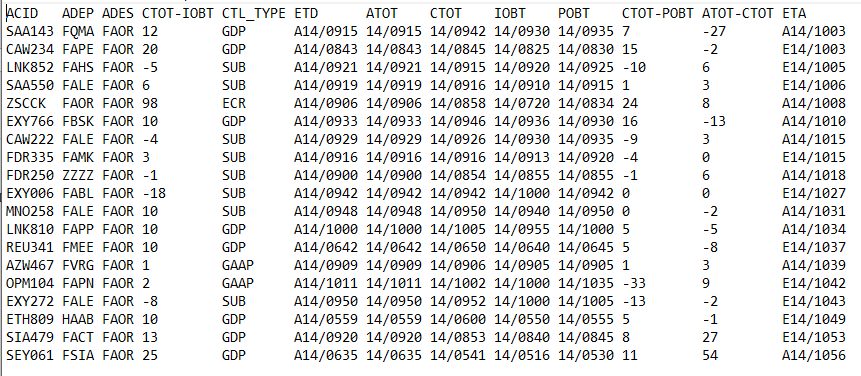 ACID ADEP ADES CTOT-IOBT CTL_TYPE ETD ATOT CTOT IOBT POBT CTOT-POBT ATOT-CTOT ETA
SAA143 FQMA FAOR 12 GDP A14/0915 14/0915 14/0942 14/0930 14/0935 7 -27 A14/1003
CAW234 FAPE FAOR 20 GDP A14/0843 14/0843 14/0845 14/0825 14/0830 15 -2 E14/1003
LNK852 FAHS FAOR -5 SUB A14/0921 14/0921 14/0915 14/0920 14/0925 -10 6 E14/1005
SAA550 FALE FAOR 6 SUB A14/0919 14/0919 14/0916 14/0910 14/0915 1 3 E14/1006
ZSCCK FAOR FAOR 98 ECR A14/0906 14/0906 14/0858 14/0720 14/0834 24 8 A14/1008
EXY766 FBSK FAOR 10 GDP A14/0933 14/0933 14/0946 14/0936 14/0930 16 -13 A14/1010
CAW222 FALE FAOR -4 SUB A14/0929 14/0929 14/0926 14/0930 14/0935 -9 3 A14/1015
FDR335 FAMK FAOR 3 SUB A14/0916 14/0916 14/0916 14/0913 14/0920 -4 0 E14/1015
FDR250 ZZZZ FAOR -1 SUB A14/0900 14/0900 14/0854 14/0855 14/0855 -1 6 A14/1018
EXY006 FABL FAOR -18 SUB A14/0942 14/0942 14/0942 14/1000 14/0942 0 0 E14/1027
MNO258 FALE FAOR 10 SUB A14/0948 14/0948 14/0950 14/0940 14/0950 0 -2 A14/1031
LNK810 FAPP FAOR 10 GDP A14/1000 14/1000 14/1005 14/0955 14/1000 5 -5 A14/1034
REU341 FMEE FAOR 10 GDP A14/0642 14/0642 14/0650 14/0640 14/0645 5 -8 E14/1037
AZW467 FVRG FAOR 1 GAAP A14/0909 14/0909 14/0906 14/0905 14/0905 1 3 A14/1039
OPM104 FAPN FAOR 2 GAAP A14/1011 14/1011 14/1002 14/1000 14/1035 -33 9 E14/1042
EXY272 FALE FAOR -8 SUB A14/0950 14/0950 14/0952 14/1000 14/1005 -13 -2 E14/1043
ETH809 HAAB FAOR 10 GDP A14/0559 14/0559 14/0600 14/0550 14/0555 5 -1 E14/1049
SIA479 FACT FAOR 13 GDP A14/0920 14/0920 14/0853 14/0840 14/0845 8 27 E14/1053
SEY061 FSIA FAOR 25 GDP A14/0635 14/0635 14/0541 14/0516 14/0530 11 54 A14/1056